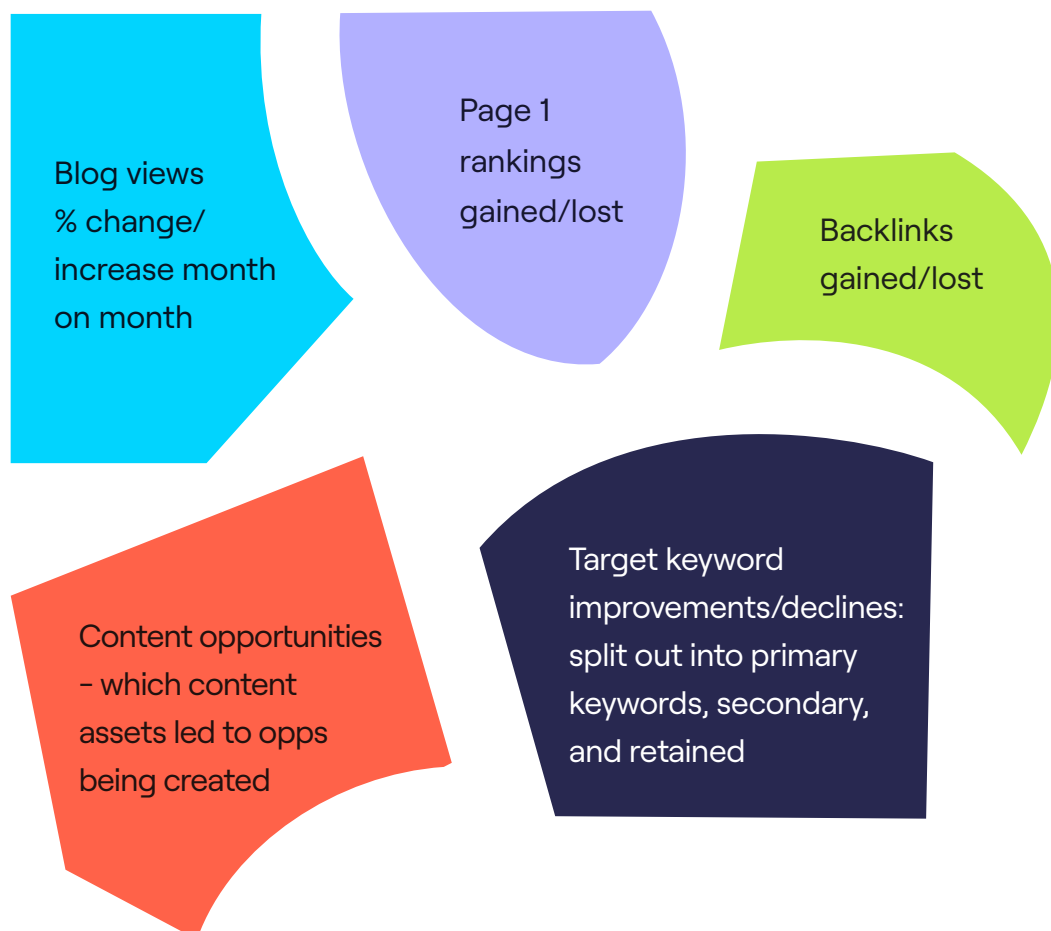 Blog views
% change/
increase month
on month
Page 1
rankings
gained/lost
Backlinks
gained/lost
Content opportunities
– which content
assets led to opps
being created
Target keyword
improvements/declines:
split out into primary
keywords, secondary,
and retained